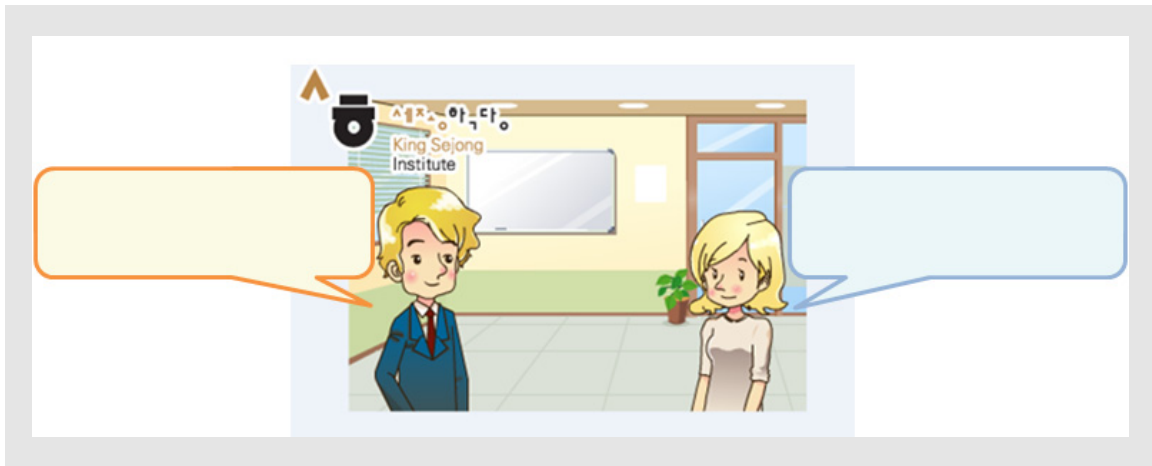 세종학당
King Sejong
Institute